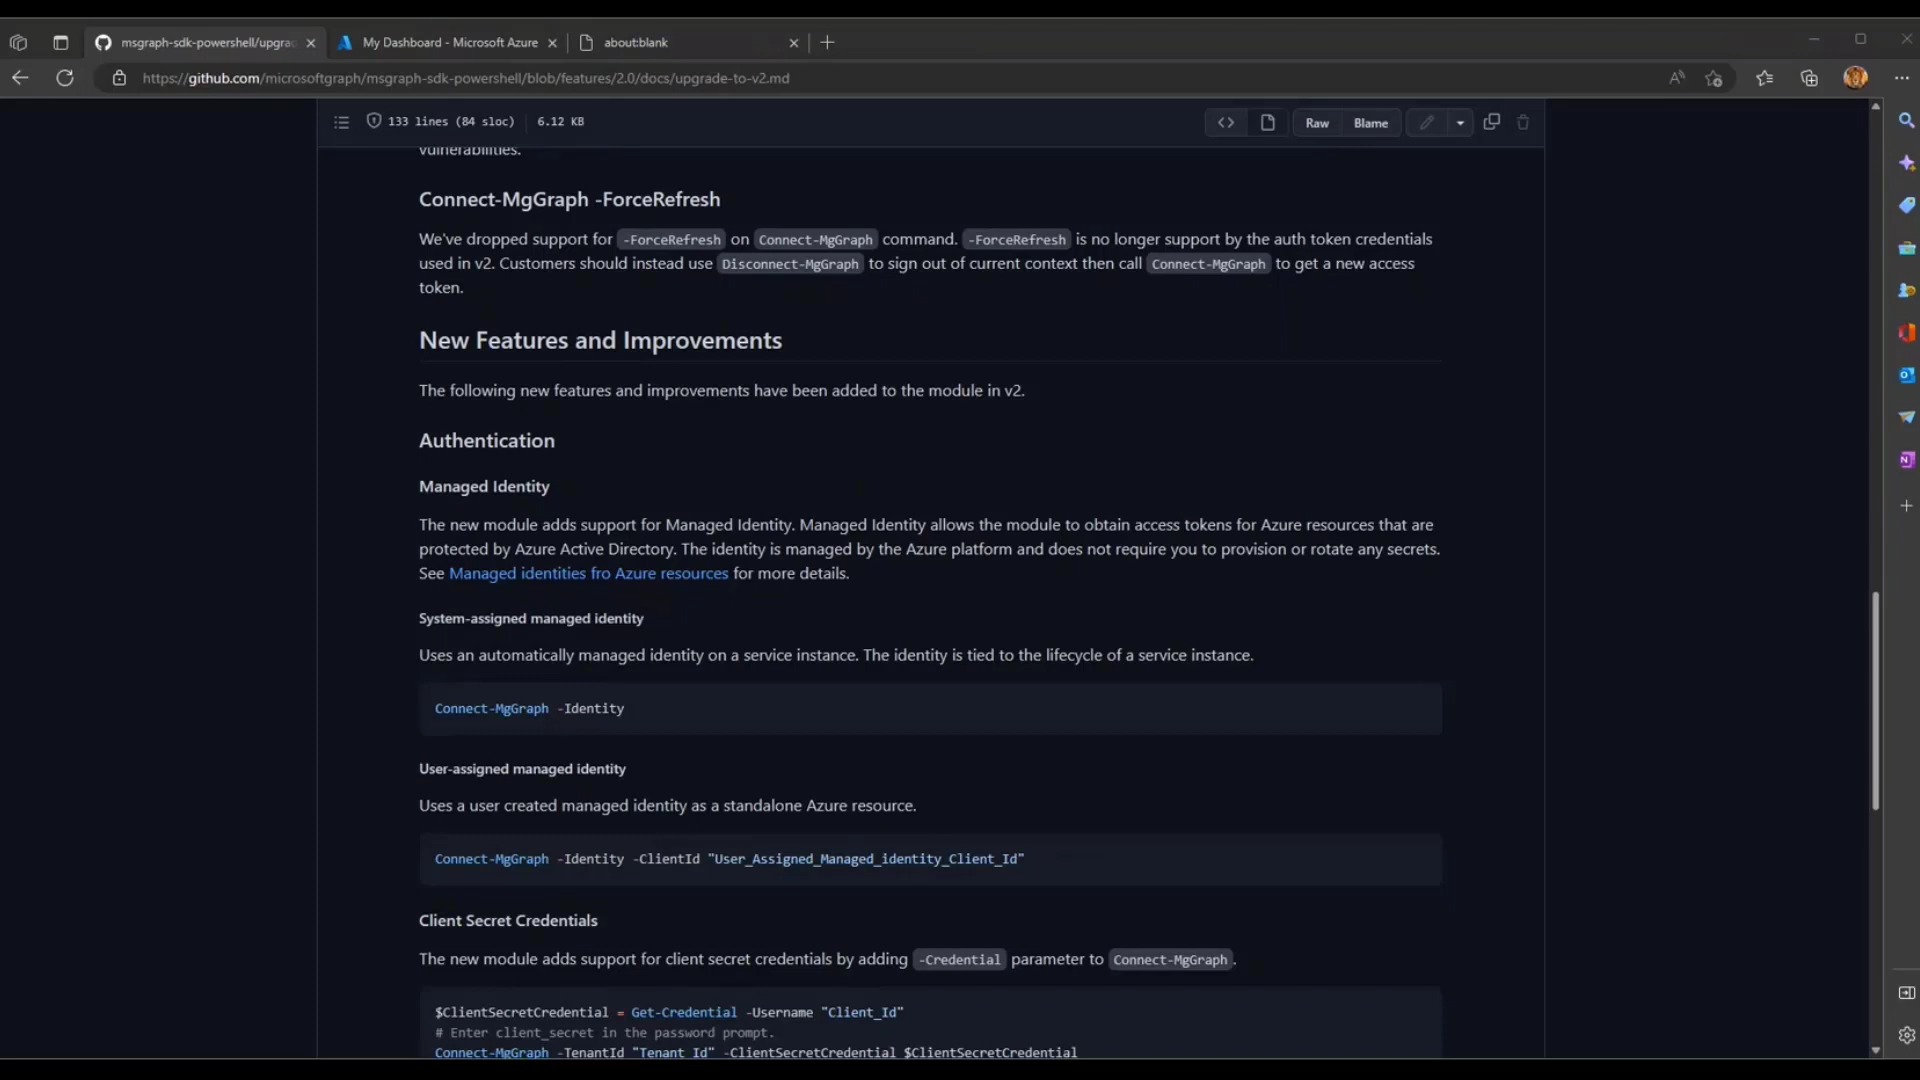 msgraph-sdk-powershell/upgrad
My Dashboard - Microsoft Azure
about:blank
https://github.com/microsoftgraph/msgraph-sdk-powershell/blob/features/2.0/docs/upgrade-to-v2.md
133 lines (84 sloc) 6.12 KB
Raw Blame
vulnerabilities.
Connect-MgGraph -ForceRefresh
We've dropped support for -ForceRefresh on Connect-MgGraph command. -ForceRefresh is no longer support by the auth token credentials
used in v2. Customers should instead use Disconnect-MgGraph to sign out of current context then call Connect-MgGraph to get a new access
token.
New Features and Improvements
The following new features and improvements have been added to the module in v2.
Authentication
Managed Identity
The new module adds support for Managed Identity. Managed Identity allows the module to obtain access tokens for Azure resources that are
protected by Azure Active Directory. The identity is managed by the Azure platform and does not require you to provision or rotate any secrets.
See Managed identities fro Azure resources for more details.
System-assigned managed identity
Uses an automatically managed identity on a service instance. The identity is tied to the lifecycle of a service instance.
Connect-MgGraph -Identity
User-assigned managed identity
Uses a user created managed identity as a standalone Azure resource.
Connect-MgGraph -Identity -ClientId "User_Assigned_Managed_identity_Client_Id"
Client Secret Credentials
The new module adds support for client secret credentials by adding -Credential parameter to Connect-MgGraph.
$ClientSecretCredential = Get-Credential -Username "Client_Id"
# Enter client_secret in the password prompt.
Connect-MgGraph -TenantId "Tenant_Id" -ClientSecretCredential $ClientSecretCredential